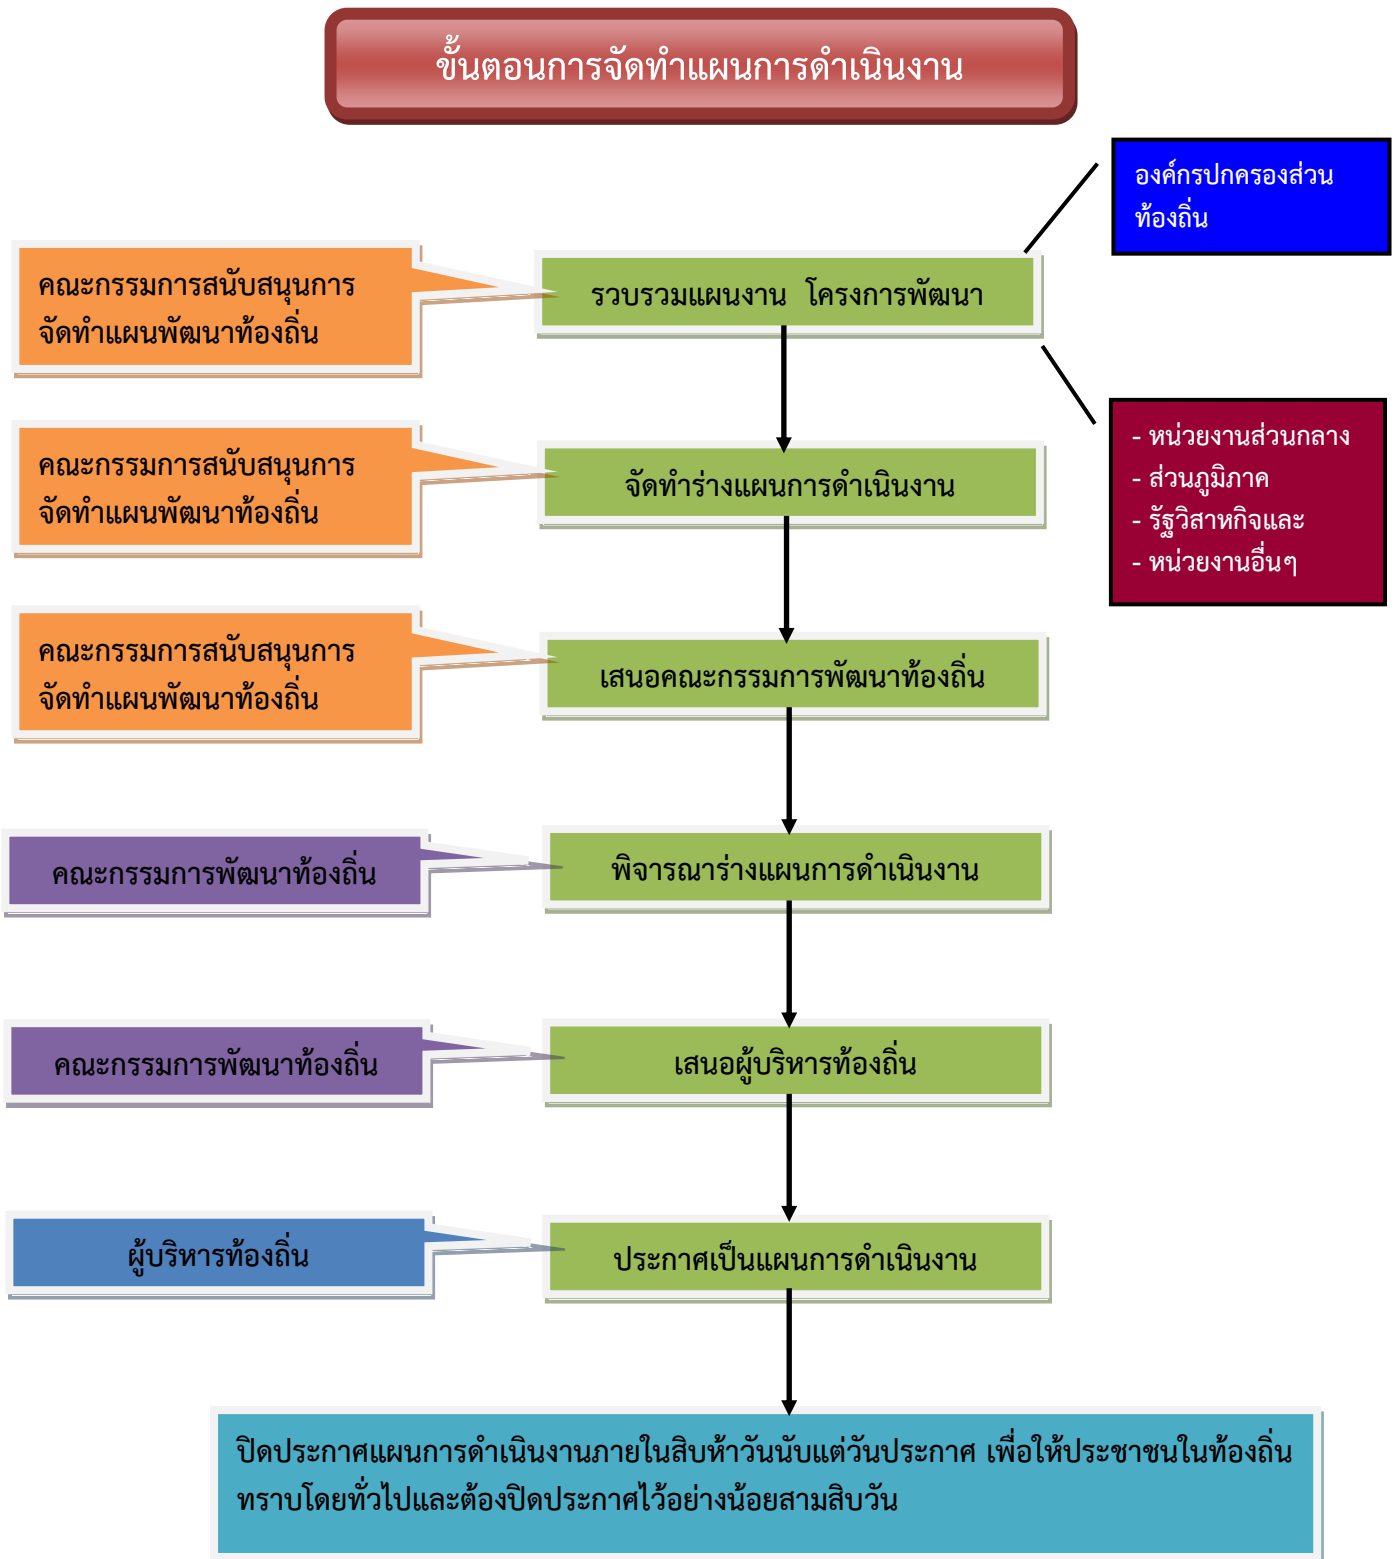 ขั้นตอนการจัดทำแผนการดำเนินงาน
องค์กรปกครองส่วน
ท้องถิ่น
คณะกรรมการสนับสนุนการ
จัดทำแผนพัฒนาท้องถิ่น
รวบรวมแผนงาน โครงการพัฒนา
- หน่วยงานส่วนกลาง
- ส่วนภูมิภาค
- รัฐวิสาหกิจและ
- หน่วยงานอื่นๆ
คณะกรรมการสนับสนุนการ
จัดทำแผนพัฒนาท้องถิ่น
จัดทำร่างแผนการดำเนินงาน
คณะกรรมการสนับสนุนการ
จัดทำแผนพัฒนาท้องถิ่น
เสนอคณะกรรมการพัฒนาท้องถิ่น
คณะกรรมการพัฒนาท้องถิ่น
พิจารณาร่างแผนการดำเนินงาน
คณะกรรมการพัฒนาท้องถิ่น
เสนอผู้บริหารท้องถิ่น
ผู้บริหารท้องถิ่น
ประกาศเป็นแผนการดำเนินงาน
ปิดประกาศแผนการดำเนินงานภายในสิบห้าวันนับแต่วันประกาศ เพื่อให้ประชาชนในท้องถิ่น
ทราบโดยทั่วไปและต้องปิดประกาศไว้อย่างน้อยสามสิบวัน